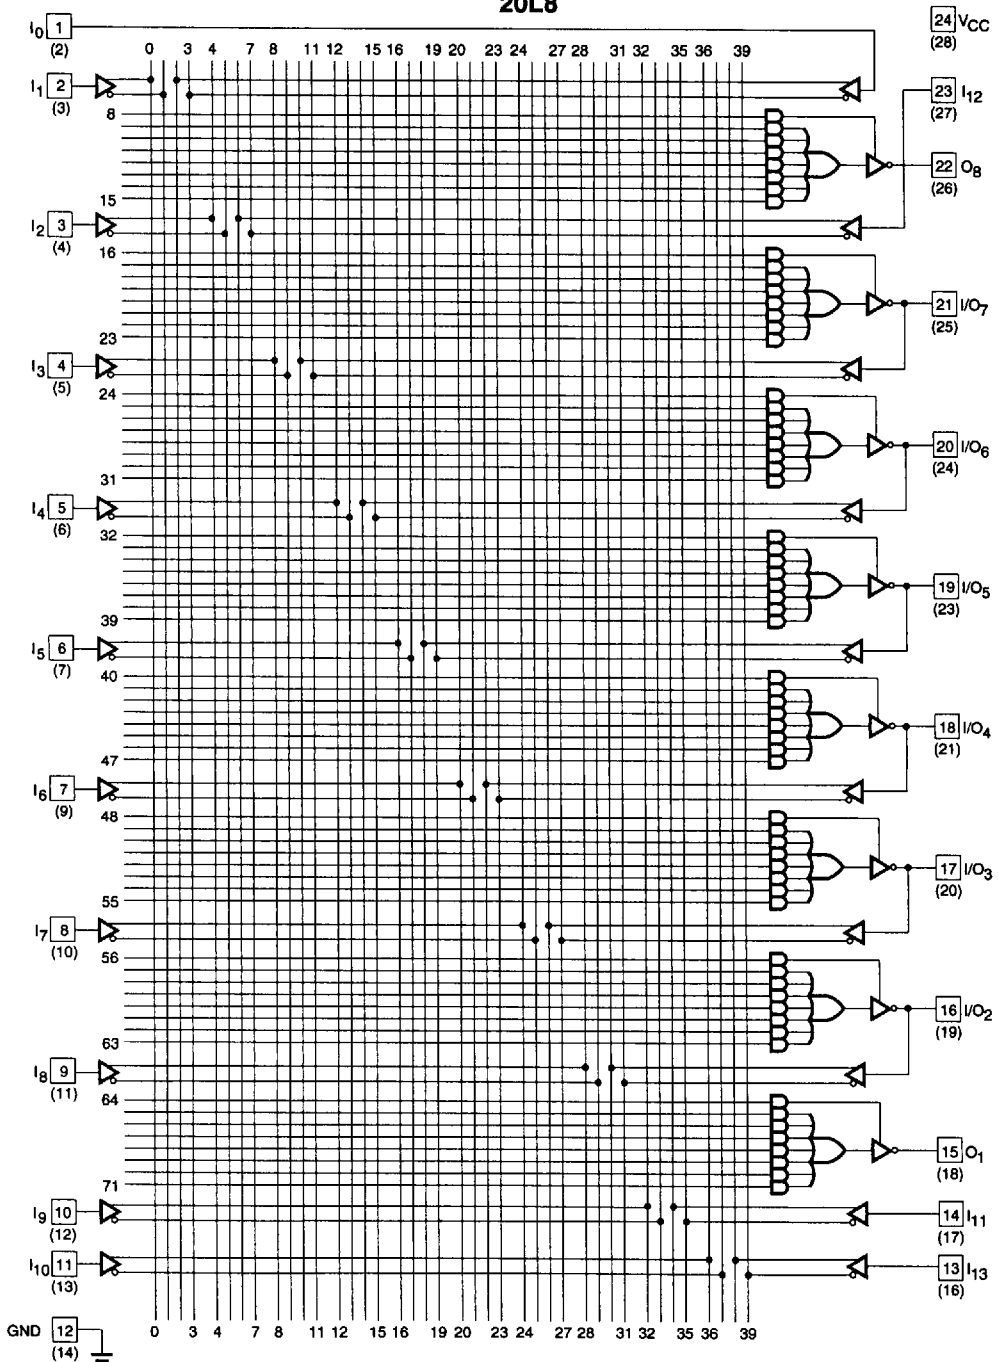 20L8
I0 1 24 VCC
(2) (28)
0 3 4 7 8 11 12 15 16 19 20 23 24 27 28 31 32 35 36 39
I1 2 23 I12
(3) (27)
8
22 O8
(26)
15
I2 3
(4)
16
21 I/O7
(25)
23
I3 4
(5)
24
20 I/O6
(24)
31
I4 5
(6)
32
19 I/O5
(23)
39
I5 6
(7)
40
18 I/O4
(21)
47
I6 7
(9)
48
17 I/O3
(20)
55
I7 8
(10)
56
16 I/O2
(19)
63
I8 9
(11)
64
15 O1
(18)
71
I9 10 14 I11
(12) (17)
I10 11 13 I13
(13) (16)
0 3 4 7 8 11 12 15 16 19 20 23 24 27 28 31 32 35 36 39
GND 12
(14)